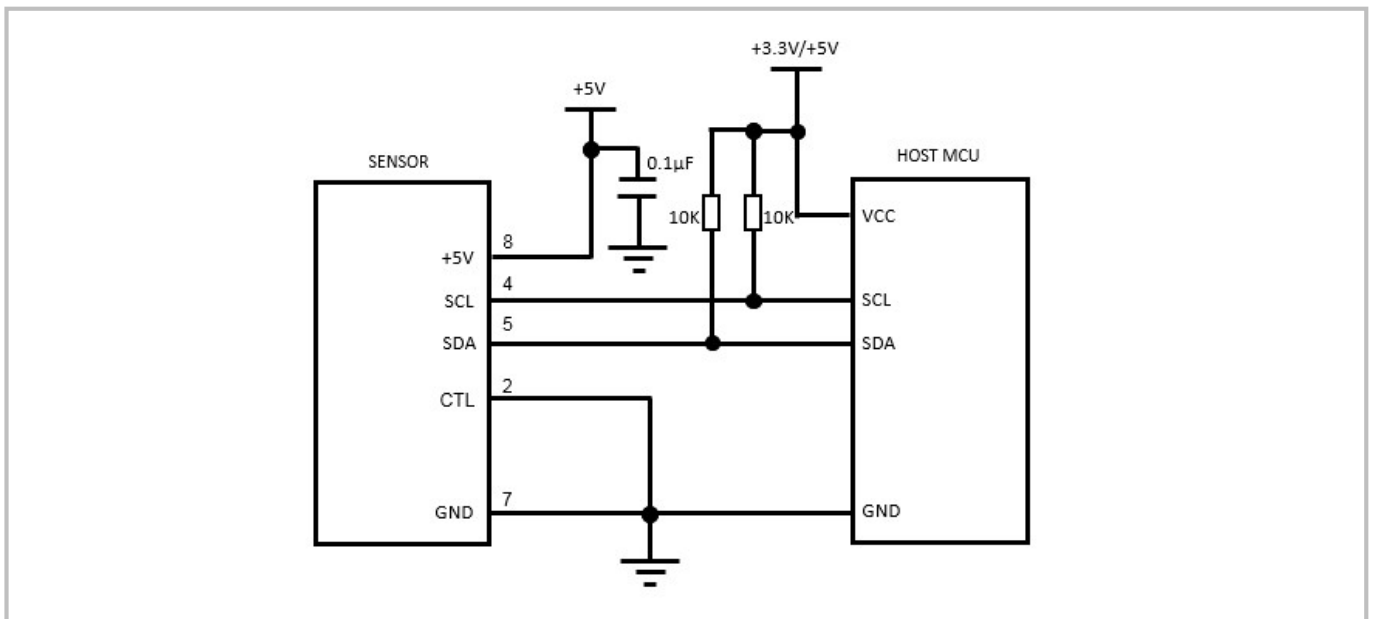 +3.3V/+5V
+5V
SENSOR
0.1µF
HOST MCU
10K
10K
VCC
+5V
8
SCL
4
SCL
SDA
5
SDA
CTL
2
GND
7
GND